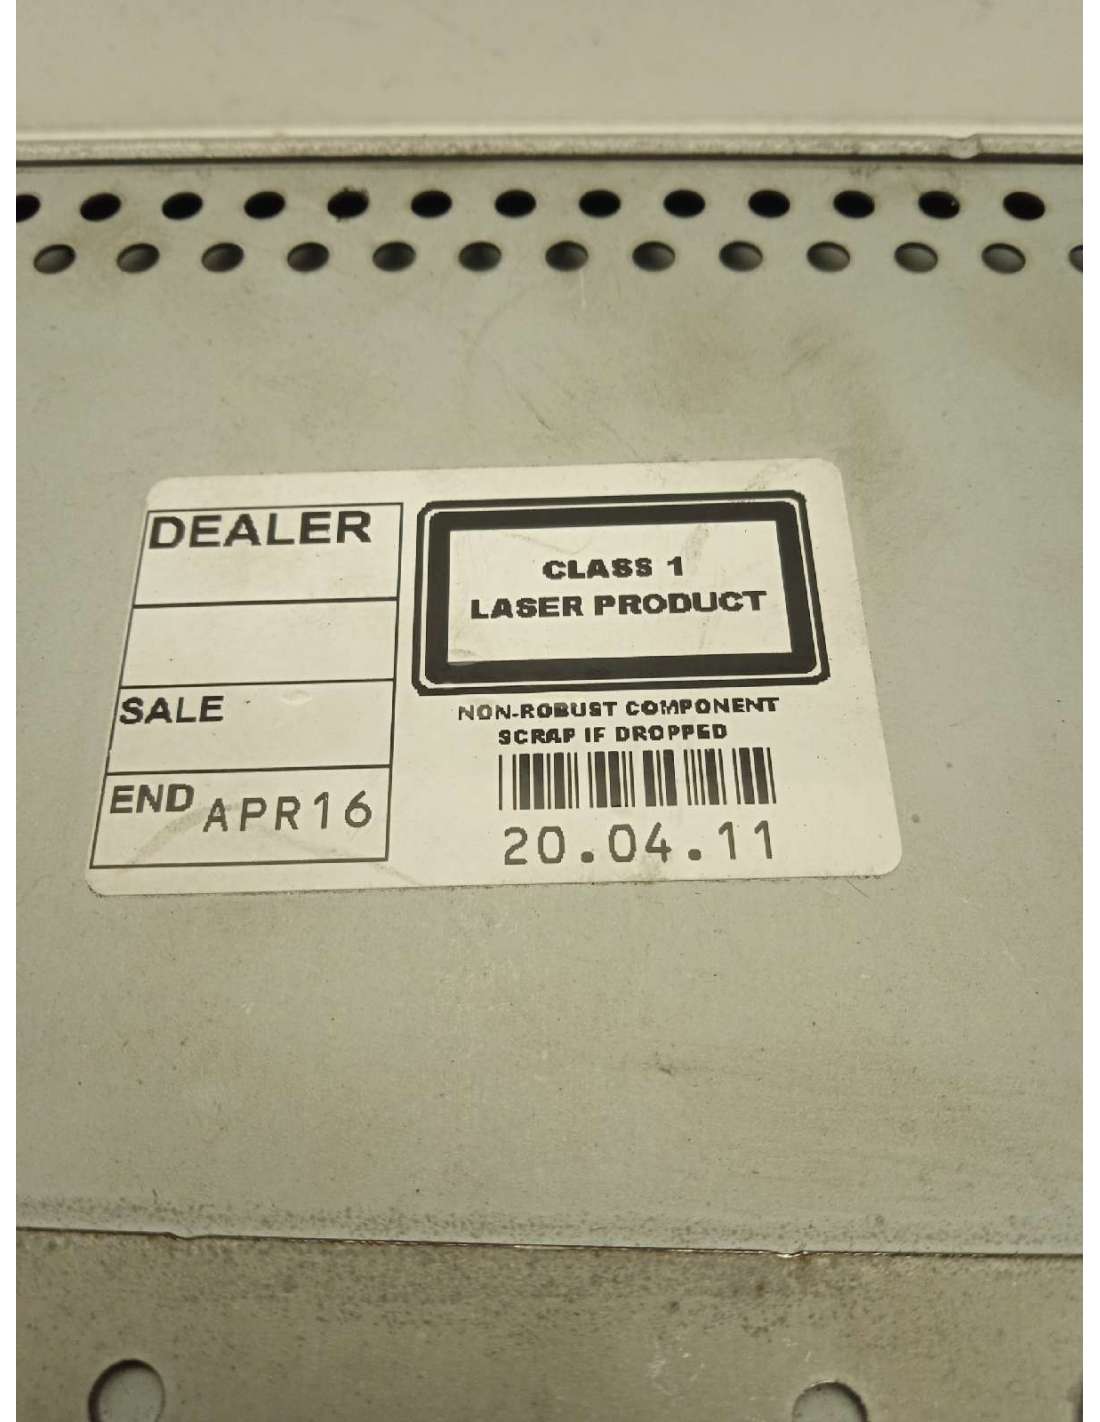 DEALER
SALE
END APR16
CLASS 1
LASER PRODUCT
NON-ROBUST COMPONENT
SCRAP IF DROPPED
20.04.11